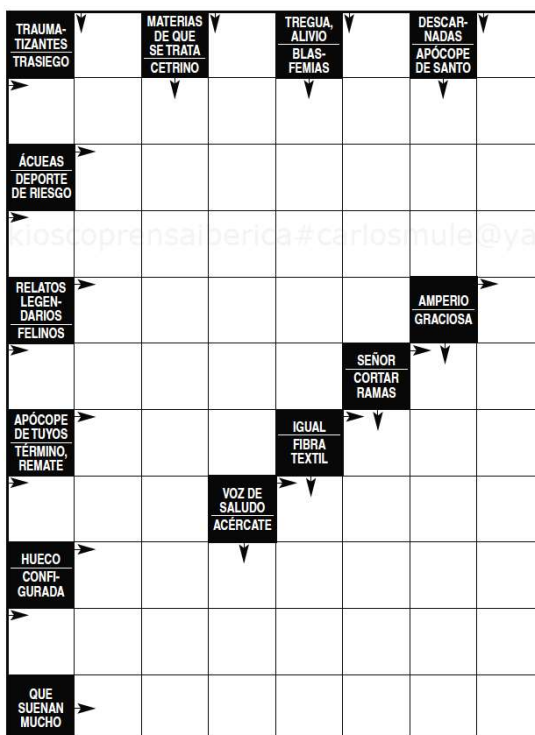 TRAUMA-
TIZANTES
TRASIEGO
MATERIAS
DE QUE
SE TRATA
CETRINO
TREGUA,
ALIVIO
BLAS-
FEMIAS
DESCAR-
NADAS
APÓCOPE
DE SANTO
ÁCUEAS
DEPORTE
DE RIESGO
kioscoprensaiberica#carlosmule@ya
RELATOS
LEGEN-
DARIOS
FELINOS
AMPERIO
GRACIOSA
SEÑOR
CORTAR
RAMAS
APÓCOPE
DE TUYOS
TÉRMINO,
REMATE
IGUAL
FIBRA
TEXTIL
VOZ DE
SALUDO
ACÉRCATE
HUECO
CONFI-
GURADA
QUE
SUENAN
MUCHO